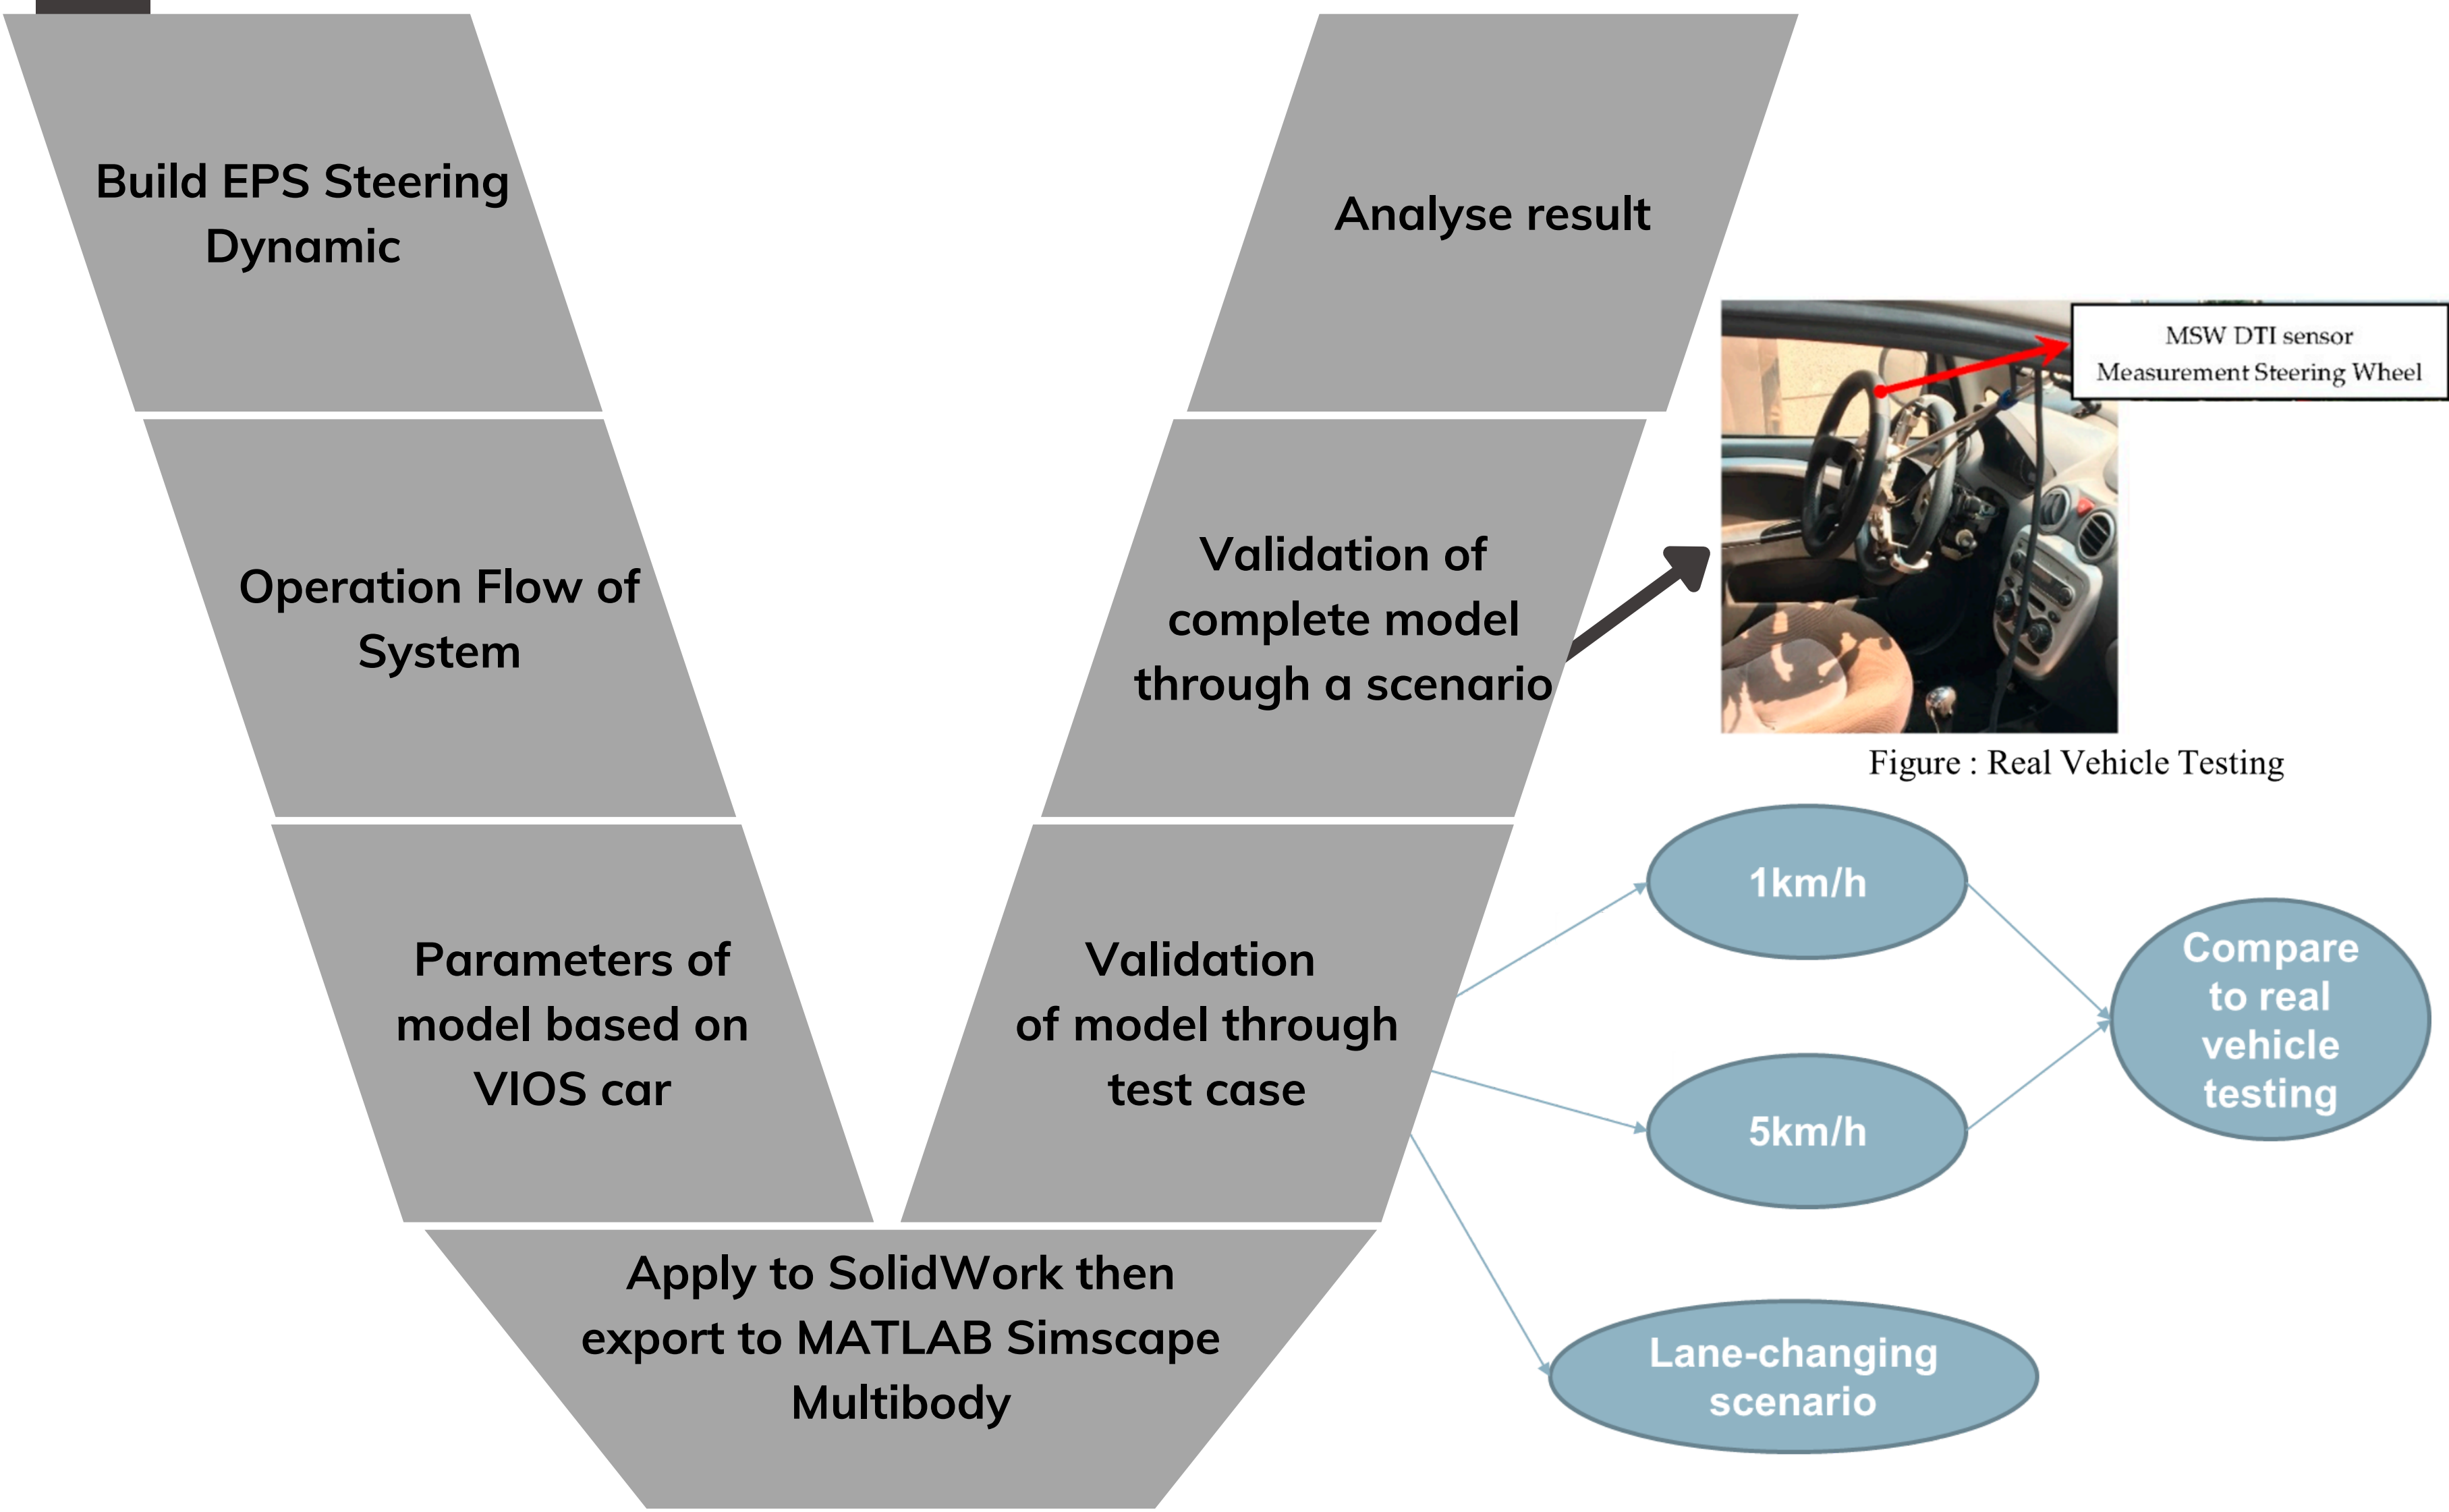 Build EPS Steering
Dynamic
Operation Flow of
System
Parameters of
model based on
VIOS car
Apply to SolidWork then
export to MATLAB Simscape
Multibody
Validation
of model through
test case
Validation of
complete model
through a scenario
Analyse result
MSW DTI sensor
Measurement Steering Wheel
Figure : Real Vehicle Testing
1km/h
5km/h
Compare
to real
vehicle
testing
Lane-changing
scenario